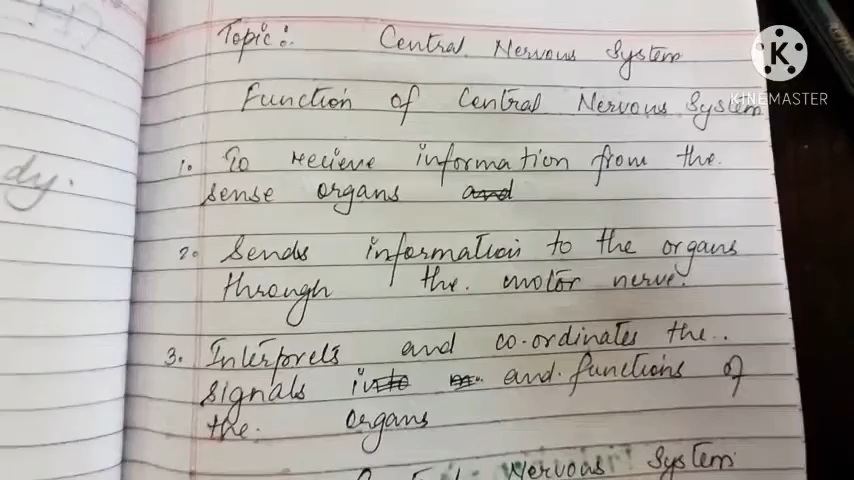 Topic: Central Nervous System
KINEMASTER
Function of Central Nervous System
1. To recieve information from the
sense organs and
2. Sends information to the organs
through the motor nerve.
dy.
3. Interprets and co-ordinates the..
signals into and functions of
the organs
Nervous System